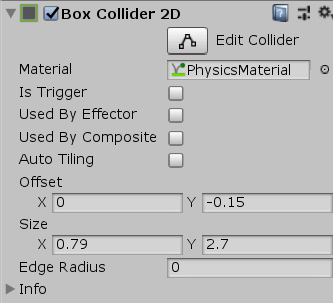 Box Collider 2D
Edit Collider
Material PhysicsMaterial
Is Trigger
Used By Effector
Used By Composite
Auto Tiling
Offset
X 0 Y -0.15
Size
X 0.79 Y 2.7
Edge Radius 0
Info